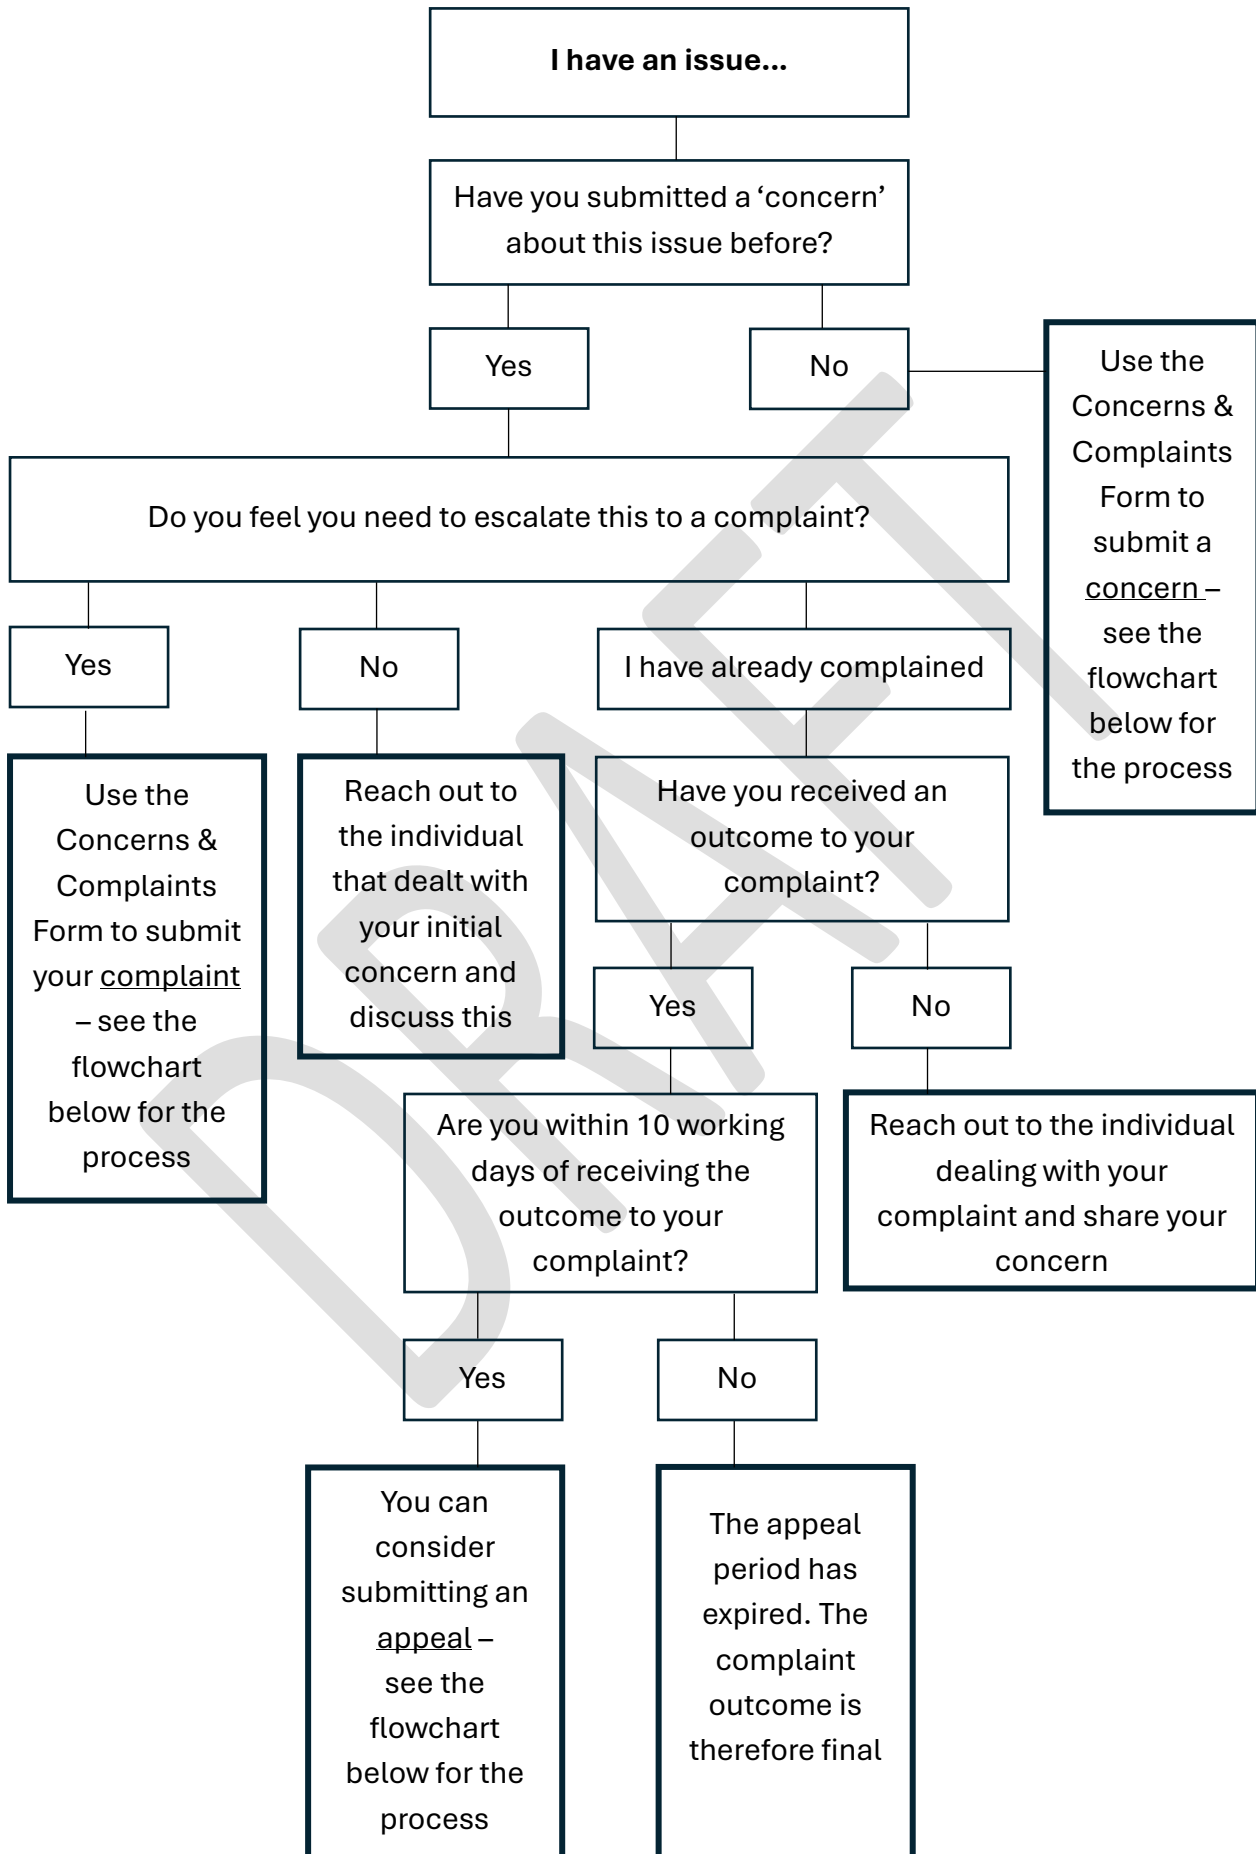 I have an issue...
Have you submitted a ‘concern’
about this issue before?
Yes
No
Use the
Concerns &
Complaints
Form to
submit a
concern –
see the
flowchart
below for
the process
Do you feel you need to escalate this to a complaint?
Yes
No
I have already complained
Use the
Concerns &
Complaints
Form to submit
your complaint
– see the
flowchart
below for the
process
Reach out to
the individual
that dealt with
your initial
concern and
discuss this
Have you received an
outcome to your
complaint?
Yes
No
Are you within 10 working
days of receiving the
outcome to your
complaint?
Reach out to the individual
dealing with your
complaint and share your
concern
Yes
No
You can
consider
submitting an
appeal –
see the
flowchart
below for the
process
The appeal
period has
expired. The
complaint
outcome is
therefore final
DRAFT